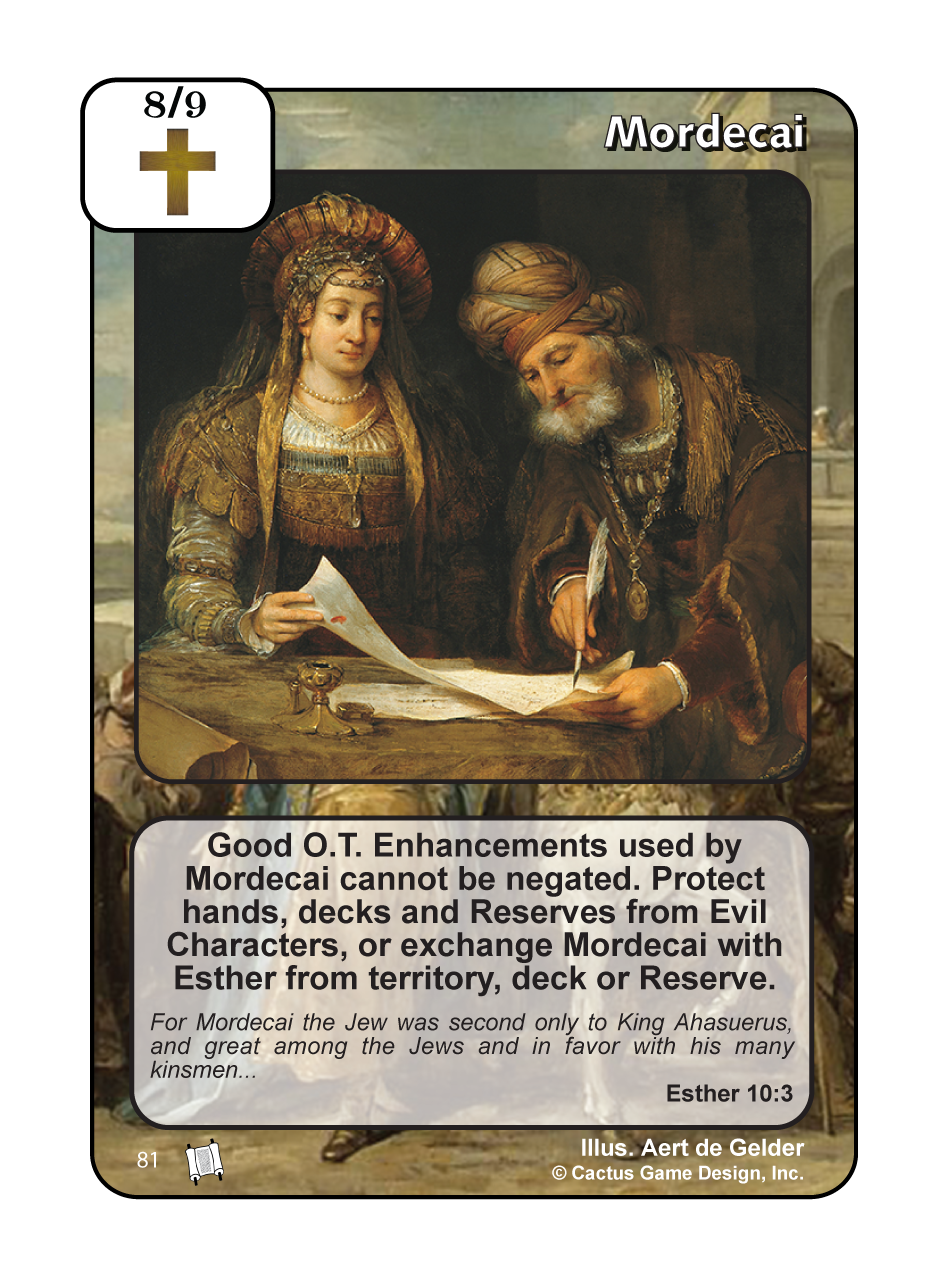 8/9
Mordecai
Good O.T. Enhancements used by
Mordecai cannot be negated. Protect
hands, decks and Reserves from Evil
Characters, or exchange Mordecai with
Esther from territory, deck or Reserve.
For Mordecai the Jew was second only to King Ahasuerus,
and great among the Jews and in favor with his many
kinsmen...
Esther 10:3
81
Illus. Aert de Gelder
© Cactus Game Design, Inc.